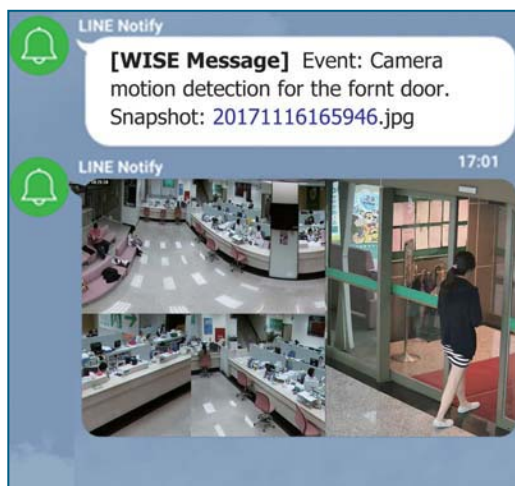 LINE Notify
[WISE Message] Event: Camera
motion detection for the fornt door.
Snapshot: 20171116165946.jpg
LINE Notify
17:01